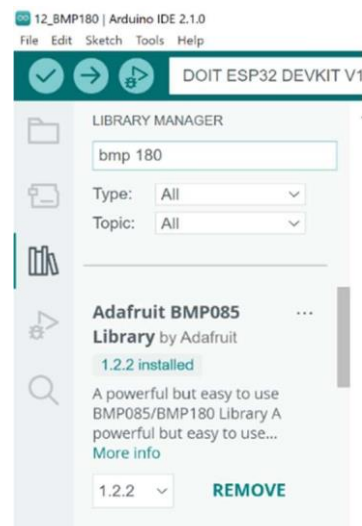 12_BMP180 | Arduino IDE 2.1.0
File Edit Sketch Tools Help
DOIT ESP32 DEVKIT V1
LIBRARY MANAGER
bmp 180
Type: All
Topic: All
Adafruit BMP085 ...
Library by Adafruit
1.2.2 installed
A powerful but easy to use
BMP085/BMP180 Library A
powerful but easy to use...
More info
1.2.2 REMOVE